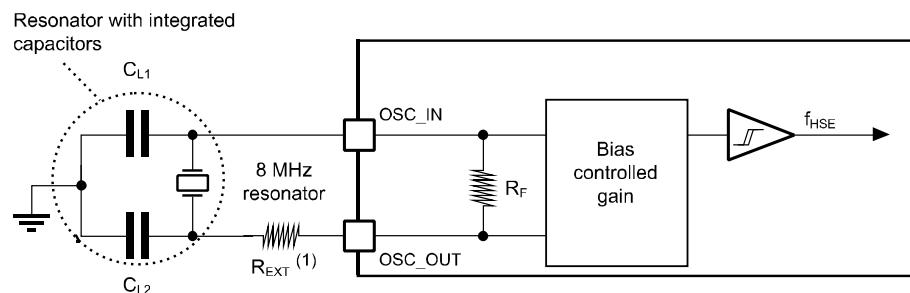 Resonator with integrated
capacitors
CL1
OSC_IN
fHSE
8 MHz
resonator
RF
Bias
controlled
gain
REXT (1)
OSC_OUT
CL2